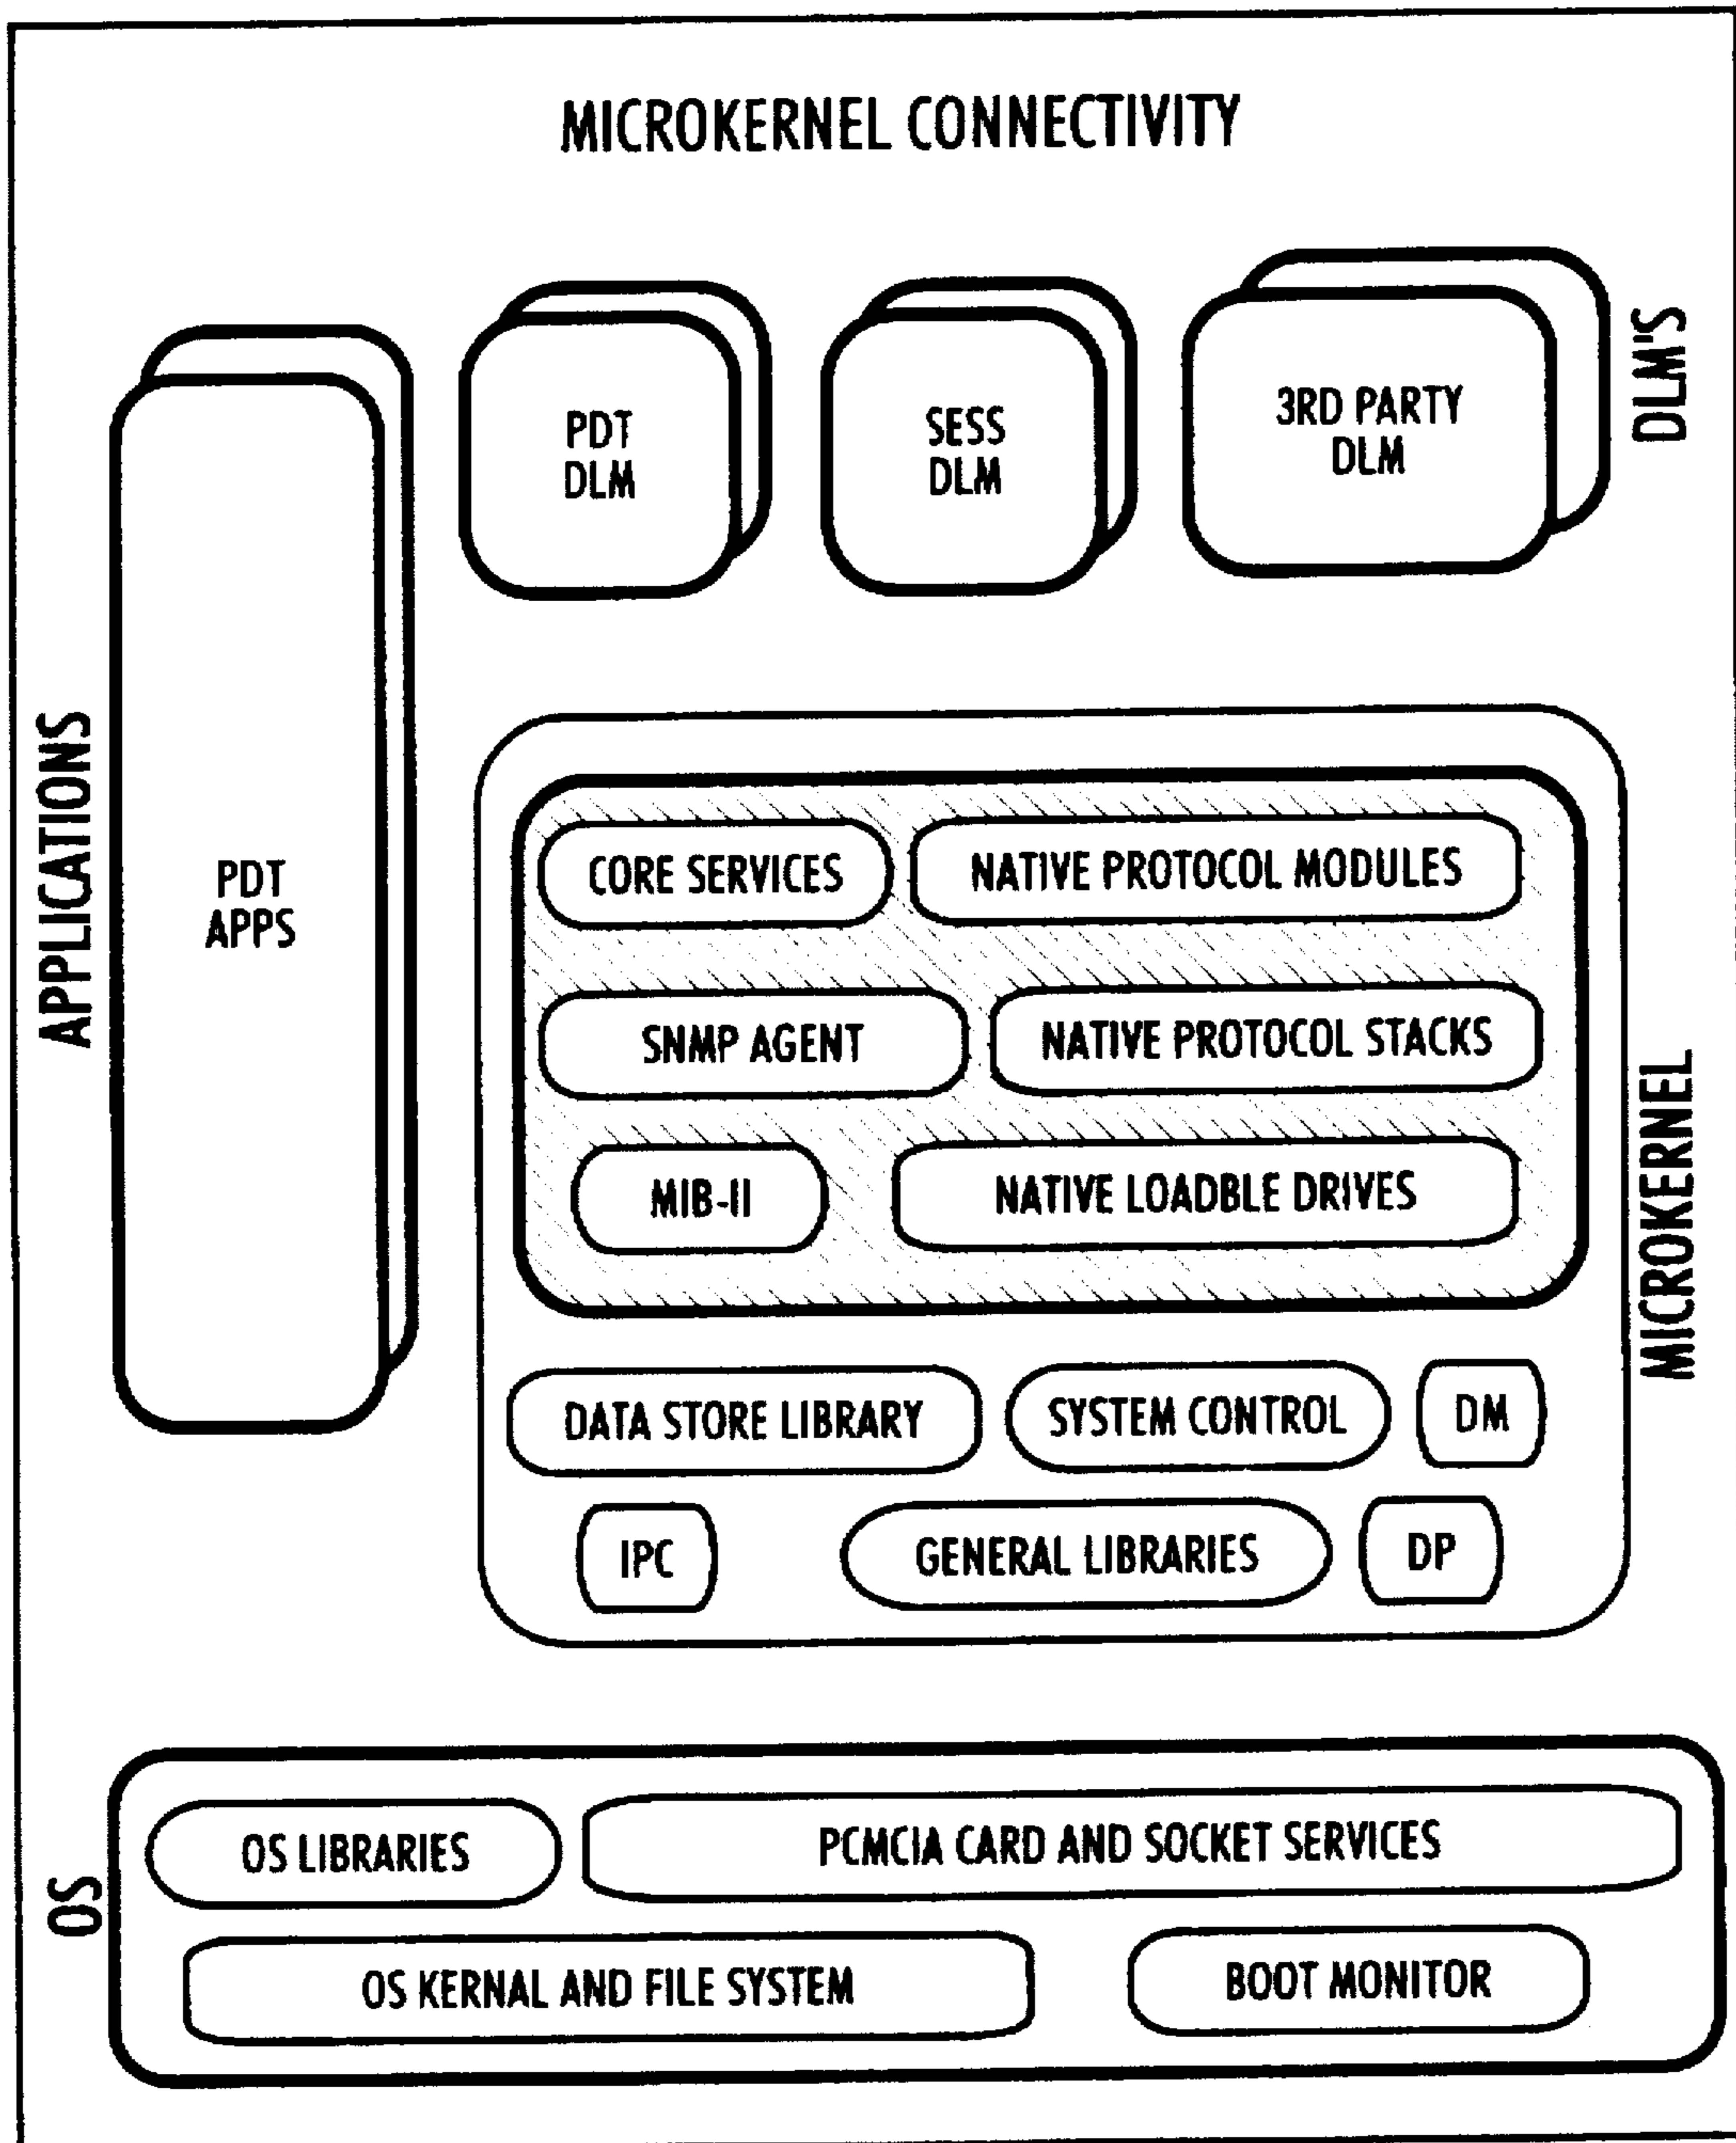 MICROKERNEL CONNECTIVITY
APPLICATIONS
PDT
APPS
PDT
DLM
SESS
DLM
3RD PARTY
DLM
DLM'S
CORE SERVICES
NATIVE PROTOCOL MODULES
SNMP AGENT
NATIVE PROTOCOL STACKS
MIB-II
NATIVE LOADBLE DRIVES
MICROKERNEL
DATA STORE LIBRARY
SYSTEM CONTROL
DM
IPC
GENERAL LIBRARIES
DP
OS
OS LIBRARIES
PCMCIA CARD AND SOCKET SERVICES
OS KERNAL AND FILE SYSTEM
BOOT MONITOR